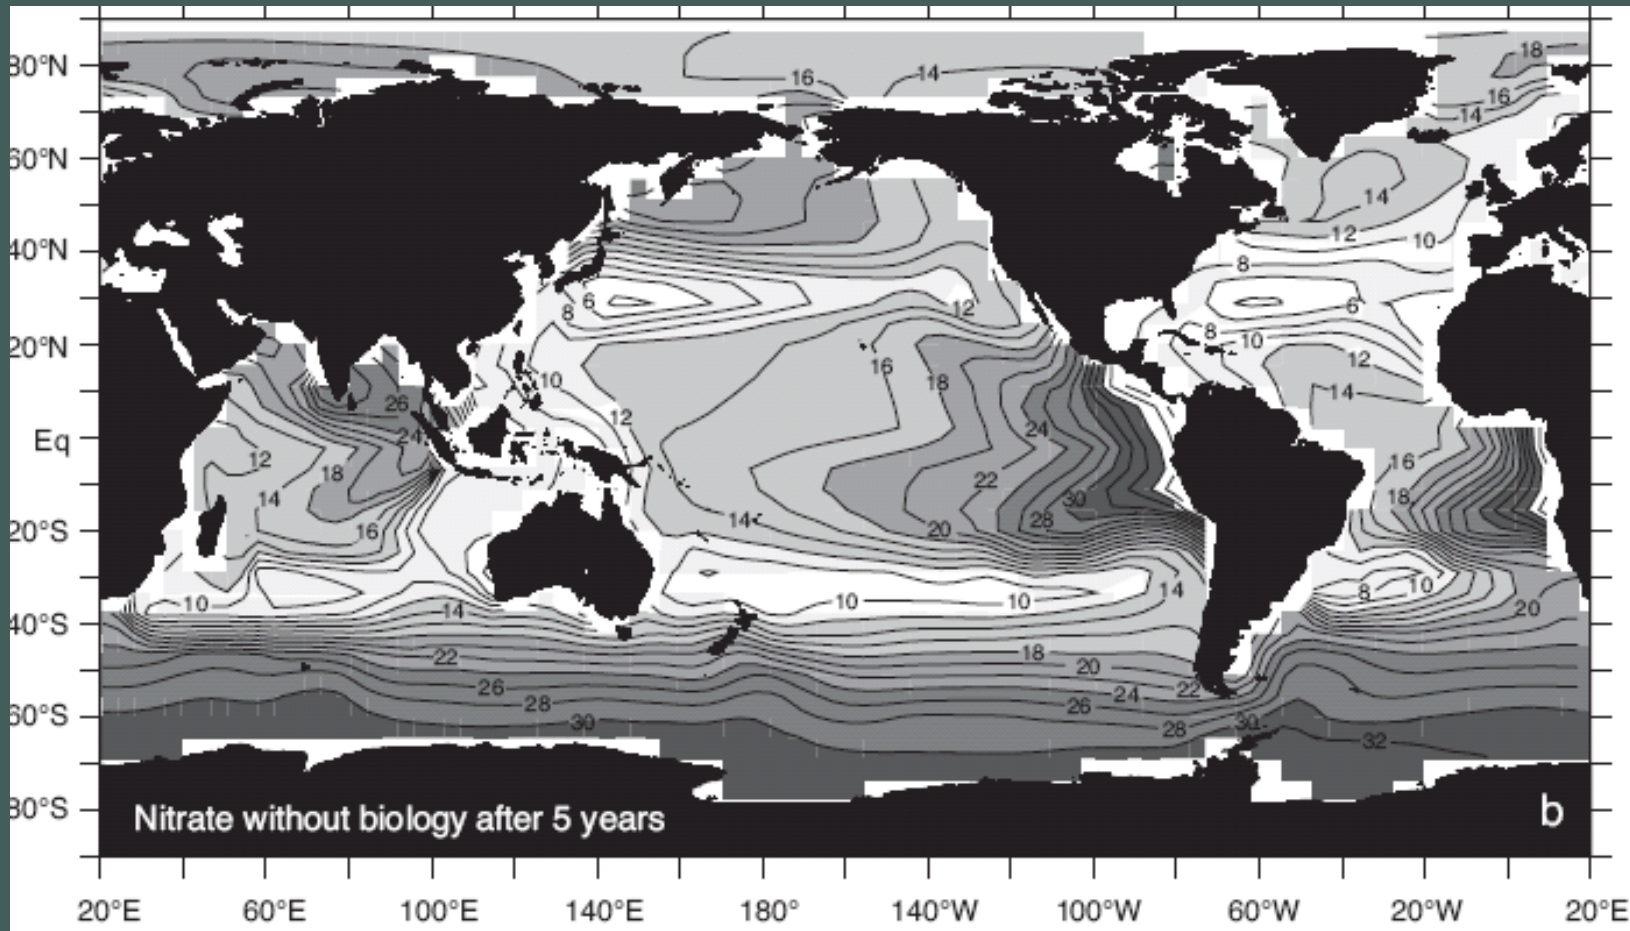 80°N
60°N
40°N
20°N
Eq
20°S
40°S
60°S
80°S
18
16
14
16
14
14
12
10
8
6
8
10
12
14
6
8
12
16
18
10
12
26
24
12
18
14
16
24
22
30
28
20
14
16
18
10
14
10
10
14
8
10
20
22
26
28
30
18
20
24
22
26
28
30
32
Nitrate without biology after 5 years
b
20°E
60°E
100°E
140°E
180°
140°W
100°W
60°W
20°W
20°E